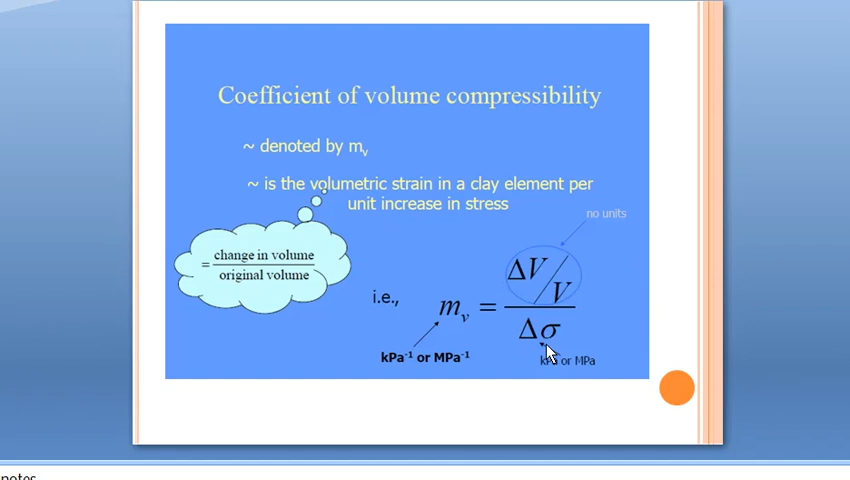 Coefficient of volume compressibility
~ denoted by mv
~ is the volumetric strain in a clay element per
unit increase in stress
no units
= change in volume / original volume
i.e., mv = ΔV/V / Δσ
kPa-1 or MPa-1
or MPa
notes